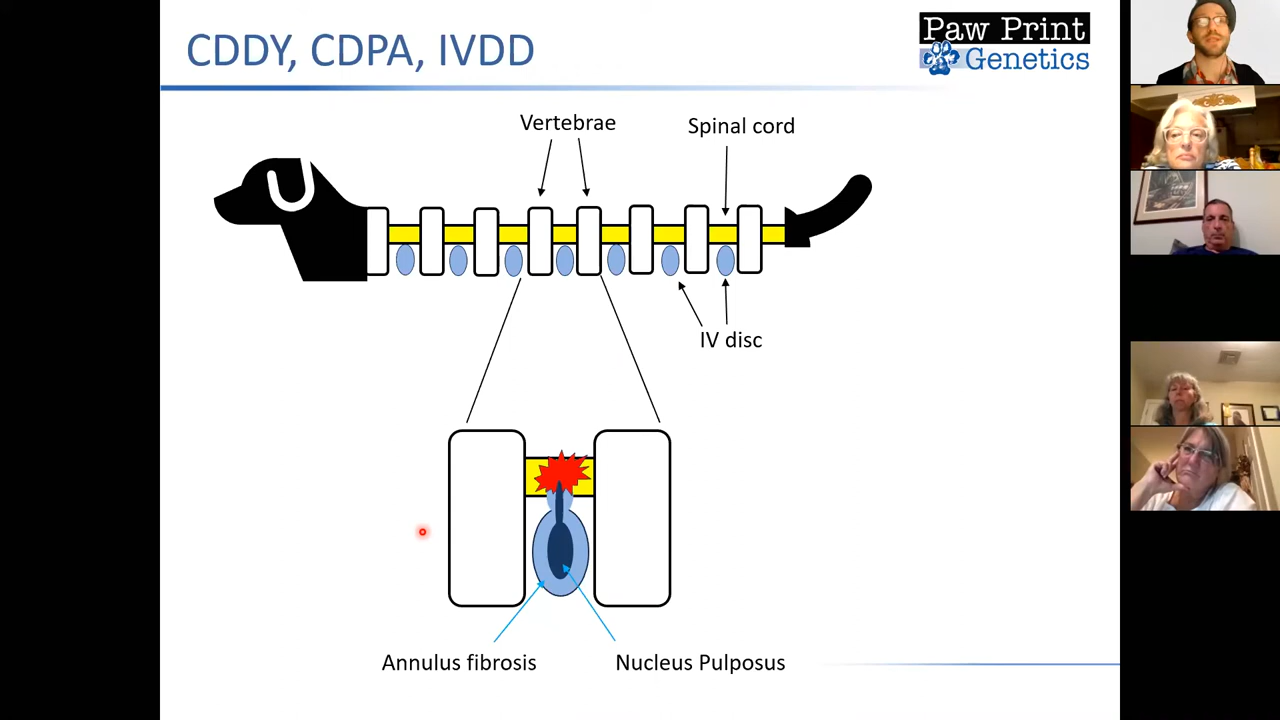 CDDY, CDPA, IVDD
Paw Print
Genetics
Vertebrae
Spinal cord
IV disc
Annulus fibrosis
Nucleus Pulposus